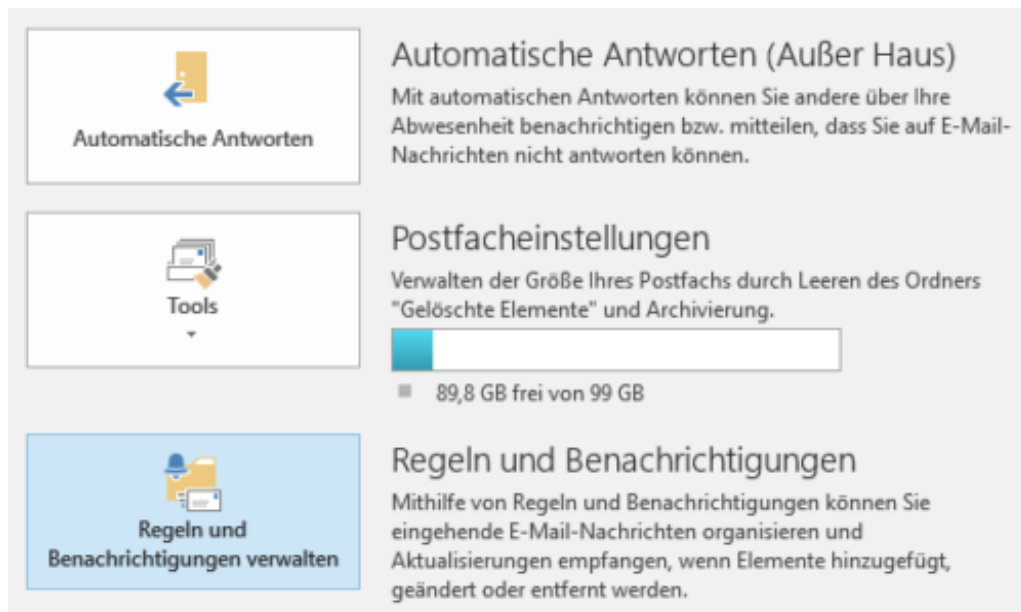 Automatische Antworten
Automatische Antworten (Außer Haus)
Mit automatischen Antworten können Sie andere über Ihre
Abwesenheit benachrichtigen bzw. mitteilen, dass Sie auf E-Mail-
Nachrichten nicht antworten können.
Tools
Postfacheinstellungen
Verwalten der Größe Ihres Postfachs durch Leeren des Ordners
"Gelöschte Elemente" und Archivierung.
89,8 GB frei von 99 GB
Regeln und
Benachrichtigungen verwalten
Regeln und Benachrichtigungen
Mithilfe von Regeln und Benachrichtigungen können Sie
eingehende E-Mail-Nachrichten organisieren und
Aktualisierungen empfangen, wenn Elemente hinzugefügt,
geändert oder entfernt werden.